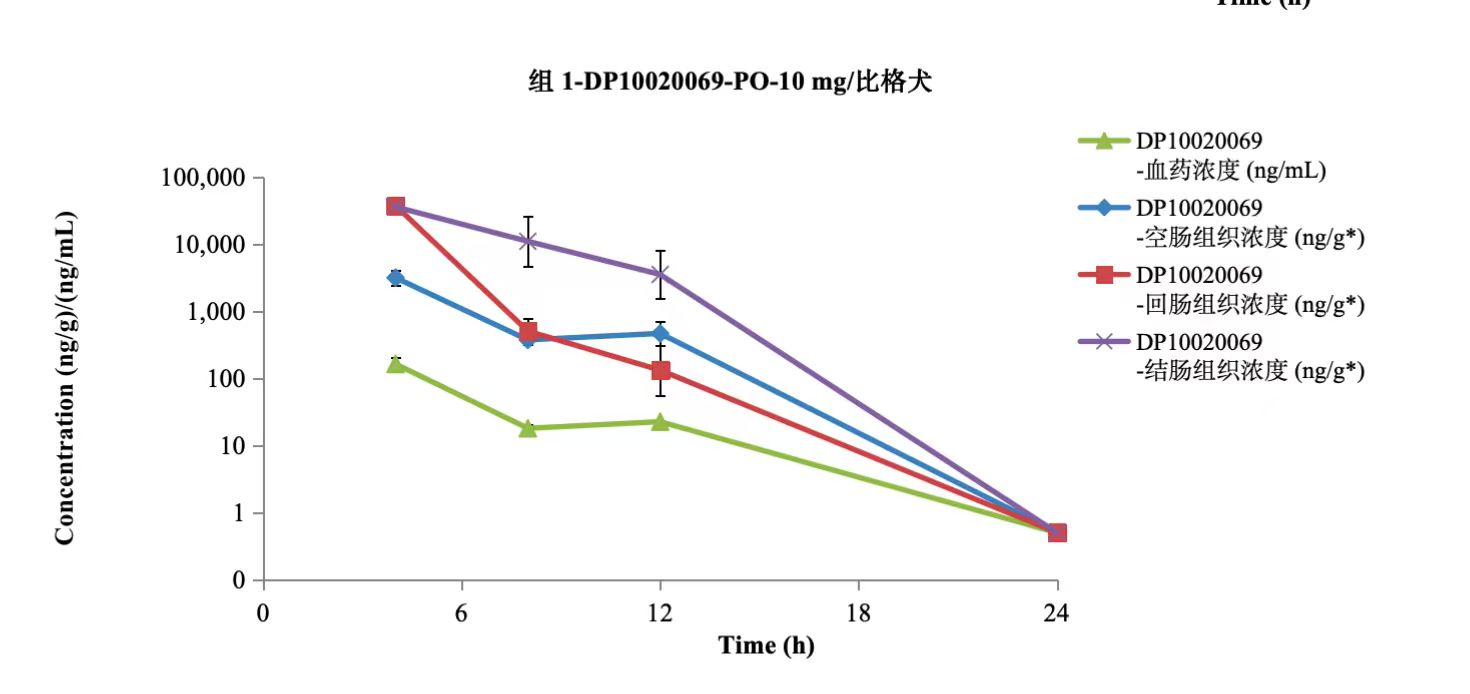 Time (h)
组 1-DP10020069-PO-10 mg/比格犬
Concentration (ng/g)/(ng/mL)
100,000
10,000
1,000
100
10
1
0
0
6
12
18
24
Time (h)
DP10020069
-血药浓度 (ng/mL)
DP10020069
-空肠组织浓度 (ng/g*)
DP10020069
-回肠组织浓度 (ng/g*)
DP10020069
-结肠组织浓度 (ng/g*)